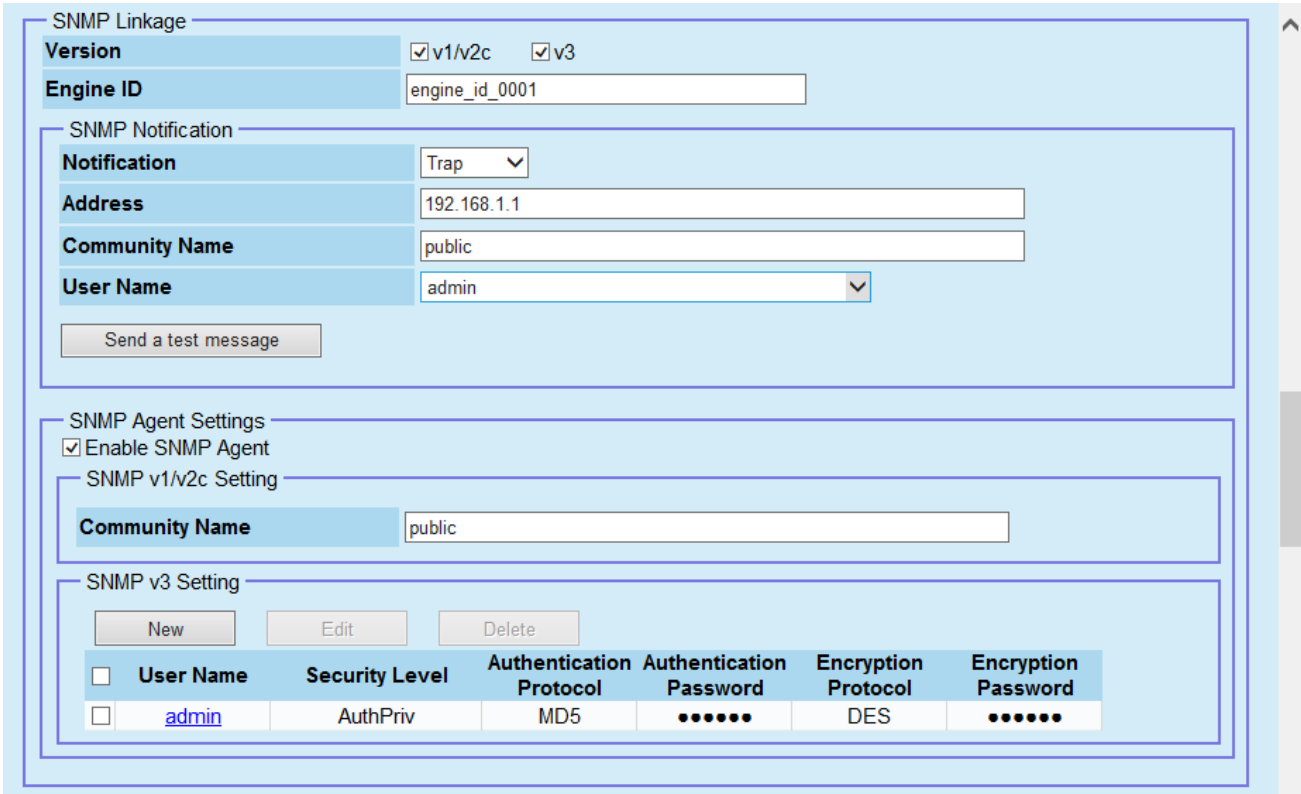 SNMP Linkage
Version v1/v2c v3
Engine ID engine_id_0001
SNMP Notification
Notification Trap
Address 192.168.1.1
Community Name public
User Name admin
Send a test message
SNMP Agent Settings
Enable SNMP Agent
SNMP v1/v2c Setting
Community Name public
SNMP v3 Setting
New Edit Delete
User Name Security Level Authentication Protocol Authentication Password Encryption Protocol Encryption Password
admin AuthPriv MD5 ●●●●●● DES ●●●●●●